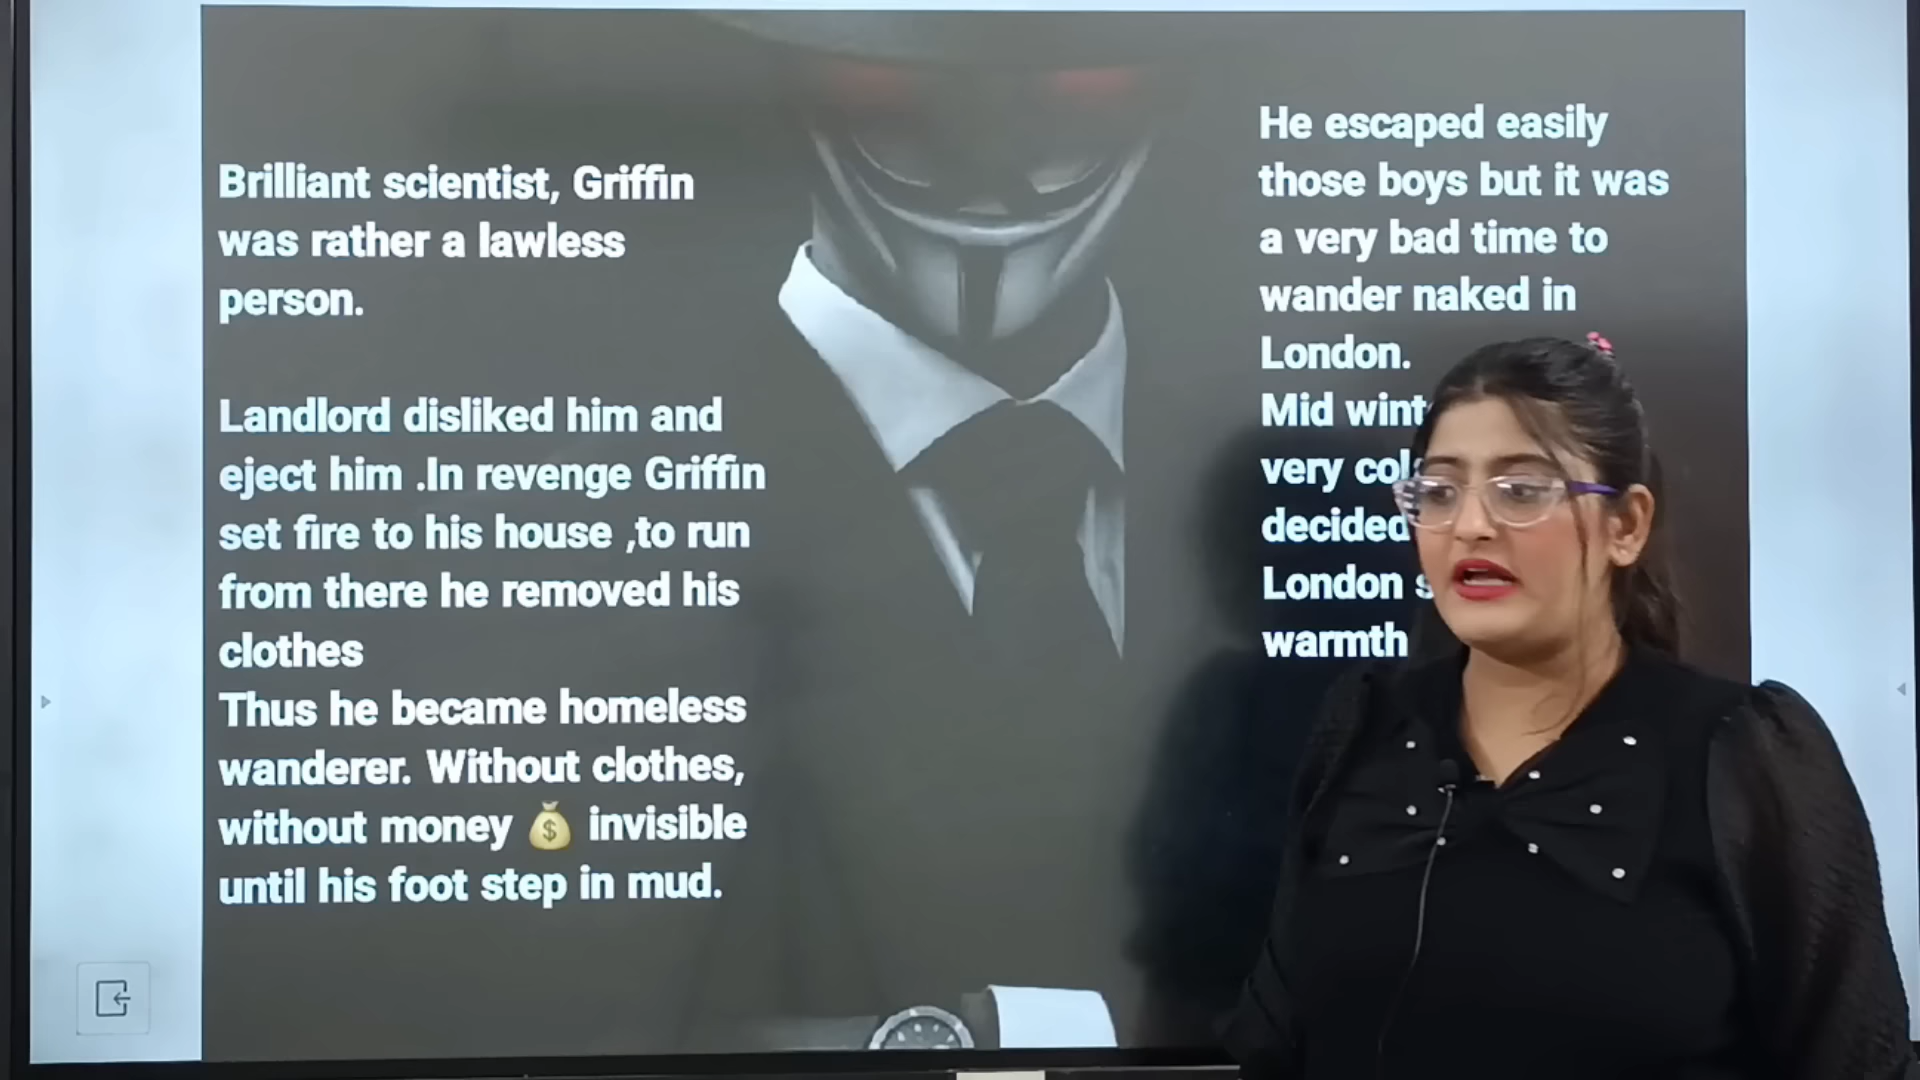 Brilliant scientist, Griffin
was rather a lawless
person.
Landlord disliked him and
eject him .In revenge Griffin
set fire to his house ,to run
from there he removed his
clothes
Thus he became homeless
wanderer. Without clothes,
without money 💰 invisible
until his foot step in mud.
He escaped easily
those boys but it was
a very bad time to
wander naked in
London.
Mid
very
decided
London
warmth